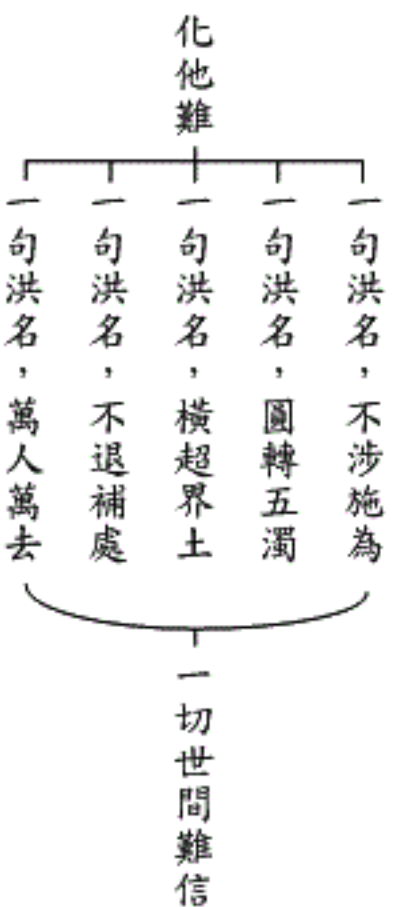 化他難
一句洪名，不涉施為
一句洪名，圓轉五濁
一句洪名，橫超界土
一句洪名，不退補處
一句洪名，萬人萬去
一切世間難信